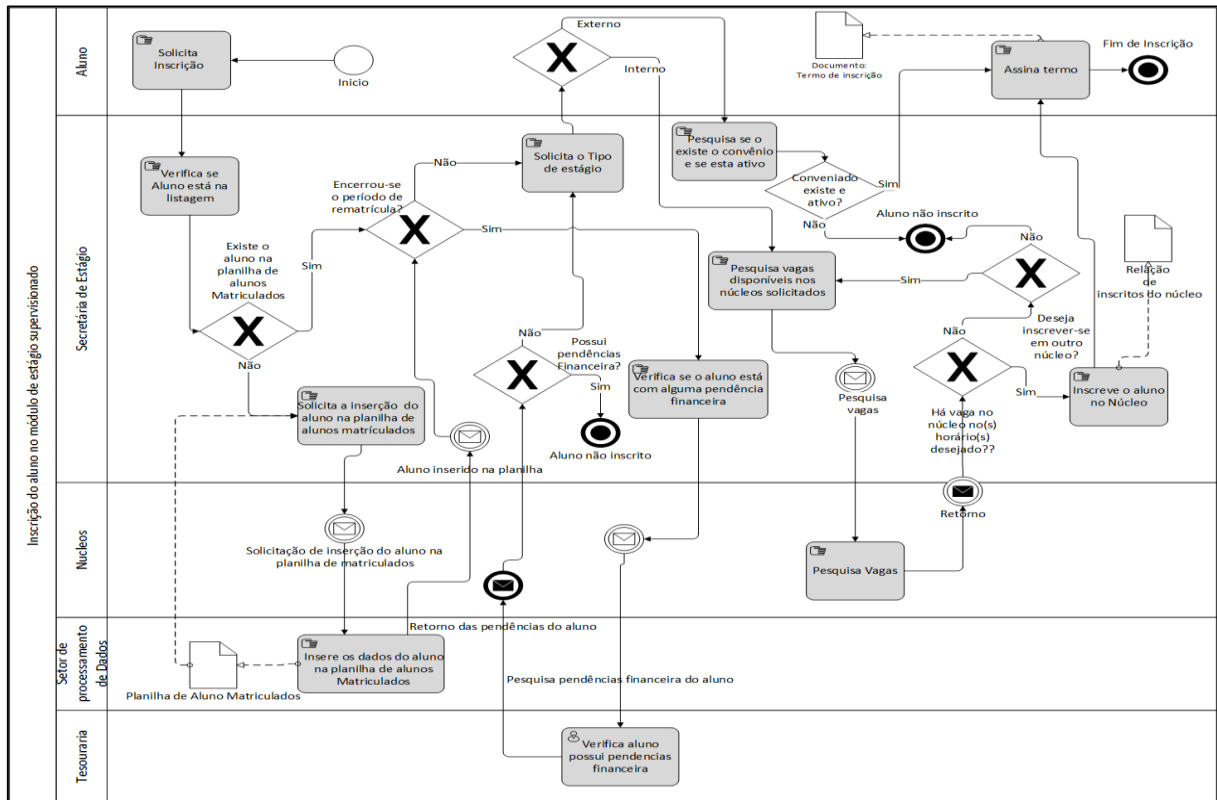 Inscrição do aluno no módulo de estágio supervisionado
Aluno
Solicita
Inscrição
Inicio
Externo
Interno
Documento:
Termo de inscrição
Assina termo
Fim de Inscrição
Secretária de Estágio
Verifica se
Aluno está na
listagem
Existe o
aluno na
planilha de
alunos
Matriculados
Sim
Não
Encerrou-se
o período de
rematrícula?
Não
Sim
Solicita o Tipo
de estágio
Pesquisa se o
existe o convênio
e se esta ativo
Conveniado
existe e
ativo?
Sim
Não
Aluno não inscrito
Pesquisa vagas
disponíveis nos
núcleos solicitados
Sim
Não
Deseja
inscrever-se
em outro
núcleo?
Relação
de
inscritos do núcleo
Não
Sim
Há vaga no
núcleo no(s)
horário(s)
desejado??
Inscreve o aluno
no Núcleo
Solicita a inserção do
aluno na planilha de
alunos matrículados
Aluno inserido na planilha
Não
Possui
pendências
Financeira?
Sim
Aluno não inscrito
Verifica se o aluno está
com alguma pendência
financeira
Pesquisa
vagas
Retorno
Nucleos
Solicitação de inserção do aluno na
planilha de matriculados
Pesquisa Vagas
Setor de
processamento
de Dados
Retorno das pendências do aluno
Insere os dados do aluno
na planilha de alunos
Matriculados
Planilha de Aluno Matriculados
Pesquisa pendências financeira do aluno
Tesouraria
Verifica aluno
possui pendencias
financeira